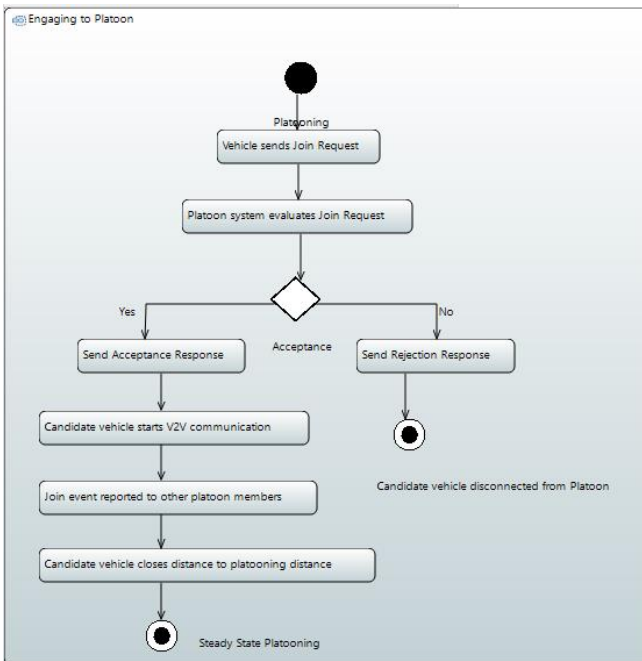 Engaging to Platoon
Platooning
Vehicle sends Join Request
Platoon system evaluates Join Request
Yes
No
Acceptance
Send Acceptance Response
Send Rejection Response
Candidate vehicle starts V2V communication
Candidate vehicle disconnected from Platoon
Join event reported to other platoon members
Candidate vehicle closes distance to platooning distance
Steady State Platooning